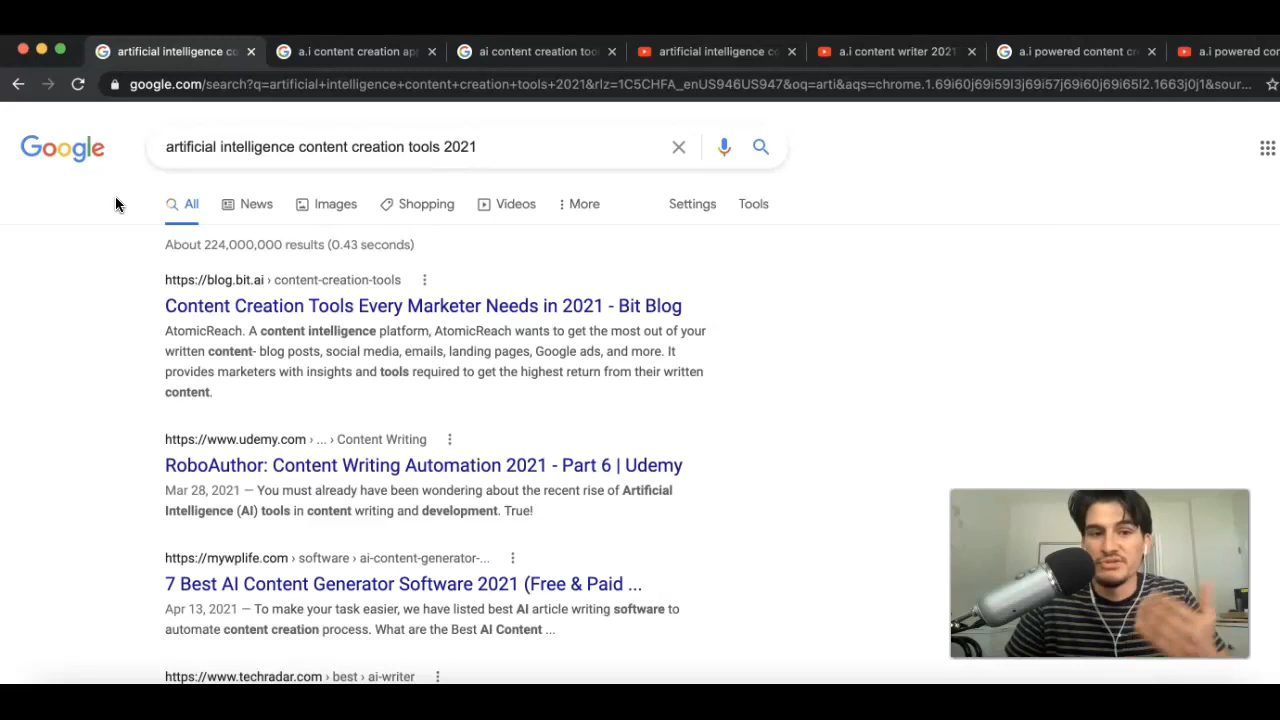 artificial intelligence co
a.i content creation app
ai content creation too
artificial intelligence co
a.i content writer 2021
a.i powered content cr
a.i powered con
google.com/search?q=artificial+intelligence+content+creation+tools+2021&rlz=1C5CHFA_enUS946US947&oq=arti&aqs=chrome.1.69i60j69i59l3j69i57j69i60j69i65l2.1663j0j1&sour...
Google
artificial intelligence content creation tools 2021
All
News
Images
Shopping
Videos
More
Settings
Tools
About 224,000,000 results (0.43 seconds)
https://blog.bit.ai › content-creation-tools
Content Creation Tools Every Marketer Needs in 2021 - Bit Blog
AtomicReach. A content intelligence platform, AtomicReach wants to get the most out of your
written content- blog posts, social media, emails, landing pages, Google ads, and more. It
provides marketers with insights and tools required to get the highest return from their written
content.
https://www.udemy.com › ... › Content Writing
RoboAuthor: Content Writing Automation 2021 - Part 6 | Udemy
Mar 28, 2021 — You must already have been wondering about the recent rise of Artificial
Intelligence (AI) tools in content writing and development. True!
https://mywplife.com › software › ai-content-generator-...
7 Best AI Content Generator Software 2021 (Free & Paid ...
Apr 13, 2021 — To make your task easier, we have listed best AI article writing software to
automate content creation process. What are the Best AI Content ...
https://www.techradar.com › best › ai-writer